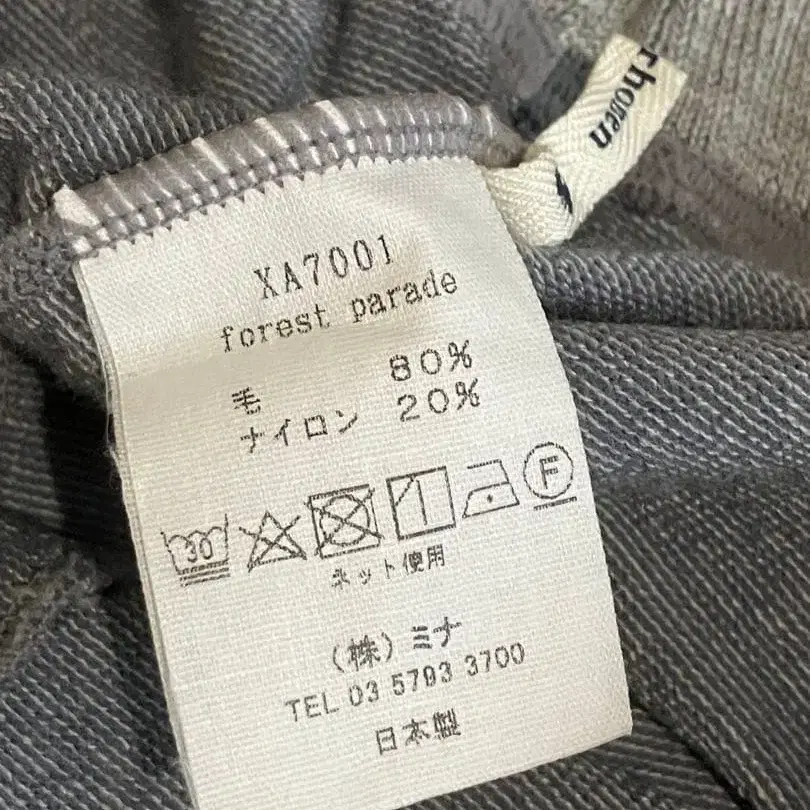 rhonen
XA7001
forest parade
毛 80%
ナイロン 20%
30 1 F
ネット使用
(株)ミナ
TEL 03 5793 3700
日本製